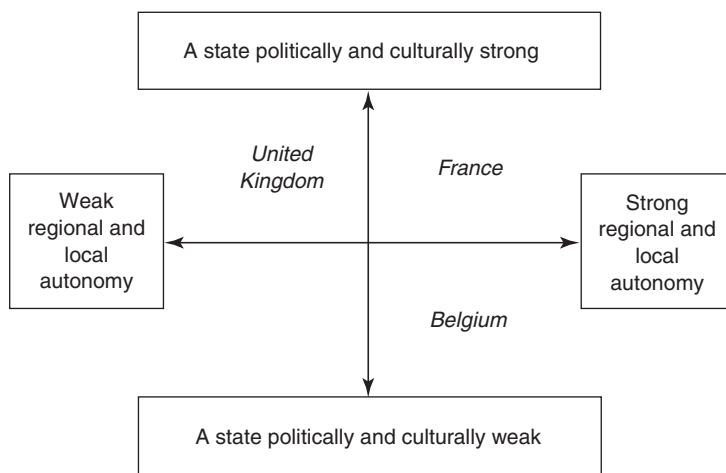 A state politically and culturally strong
United
Kingdom
France
Weak
regional and
local
autonomy
Strong
regional and
local
autonomy
Belgium
A state politically and culturally weak